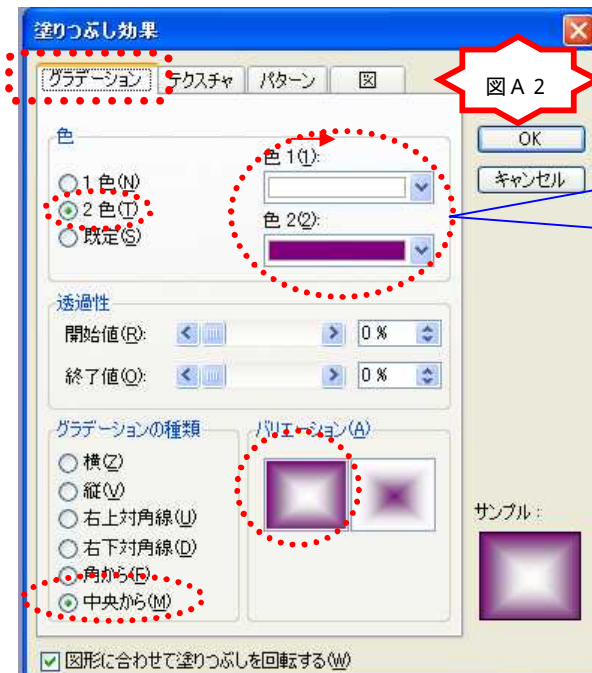 塗りつぶし効果
グラデーション テクスチャ パターン 図
図A2
色
1色(N)
2色(T)
既定(S)
色 1(1):
色 2(2):
OK
キャンセル
透過性
開始値(R): 0 %
終了値(O): 0 %
グラデーションの種類
横(Z)
縦(V)
右上対角線(U)
右下対角線(D)
角から(F)
中央から(M)
バリエーション(A)
サンプル:
図形に合わせて塗りつぶしを回転する(W)